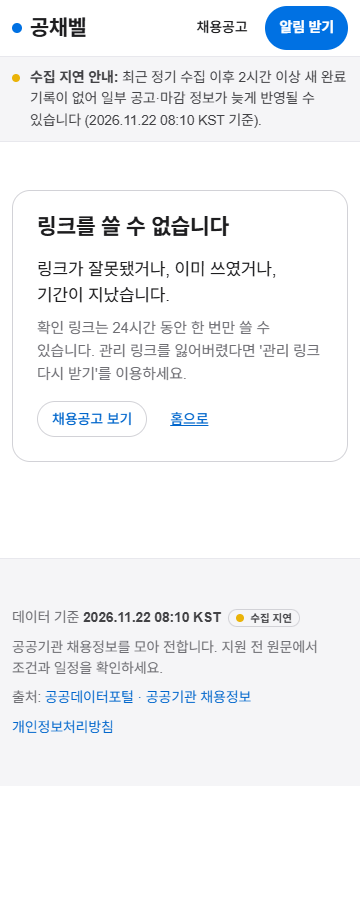 공채벨
채용공고
알림 받기
수집 지연 안내: 최근 정기 수집 이후 2시간 이상 새 완료
기록이 없어 일부 공고·마감 정보가 늦게 반영될 수
있습니다 (2026.11.22 08:10 KST 기준).
링크를 쓸 수 없습니다
링크가 잘못됐거나, 이미 쓰였거나,
기간이 지났습니다.
확인 링크는 24시간 동안 한 번만 쓸 수
있습니다. 관리 링크를 잃어버렸다면 '관리 링크
다시 받기'를 이용하세요.
채용공고 보기
홈으로
데이터 기준 2026.11.22 08:10 KST
수집 지연
공공기관 채용정보를 모아 전합니다. 지원 전 원문에서
조건과 일정을 확인하세요.
출처: 공공데이터포털 · 공공기관 채용정보
개인정보처리방침